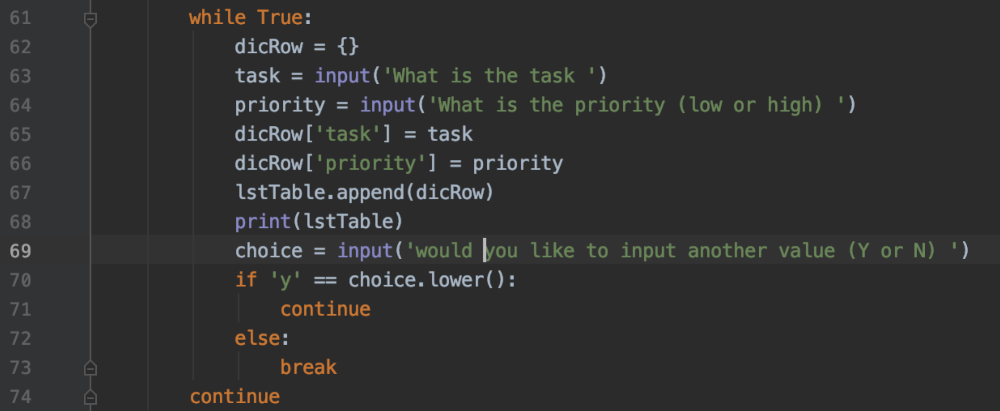 61 while True:
62 dicRow = {}
63 task = input('What is the task ')
64 priority = input('What is the priority (low or high) ')
65 dicRow['task'] = task
66 dicRow['priority'] = priority
67 lstTable.append(dicRow)
68 print(lstTable)
69 choice = input('would you like to input another value (Y or N) ')
70 if 'y' == choice.lower():
71 continue
72 else:
73 break
74 continue